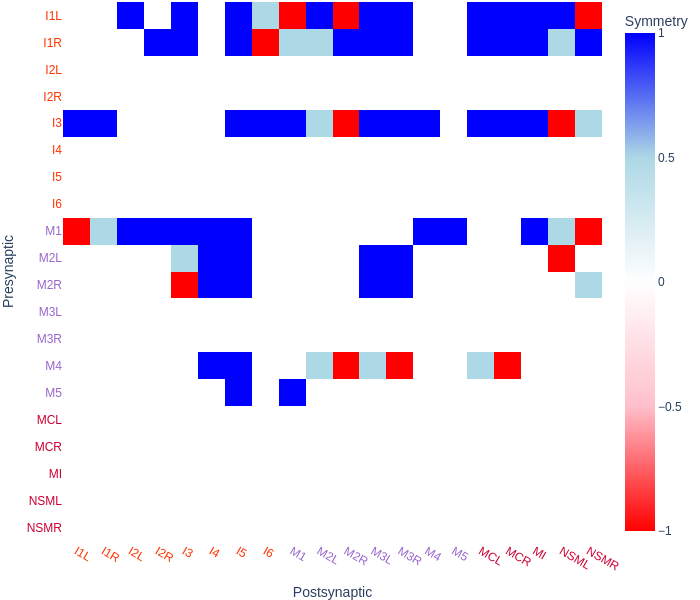 Symmetry
I1L
I1R
I2L
I2R
I3
I4
I5
I6
M1
M2L
M2R
M3L
M3R
M4
M5
MCL
MCR
MI
NSML
NSMR
Presynaptic
I1L I1R I2L I2R I3 I4 I5 I6 M1 M2L M2R M3L M3R M4 M5 MCL MCR MI NSML NSMR
Postsynaptic
1
0.5
0
−0.5
−1